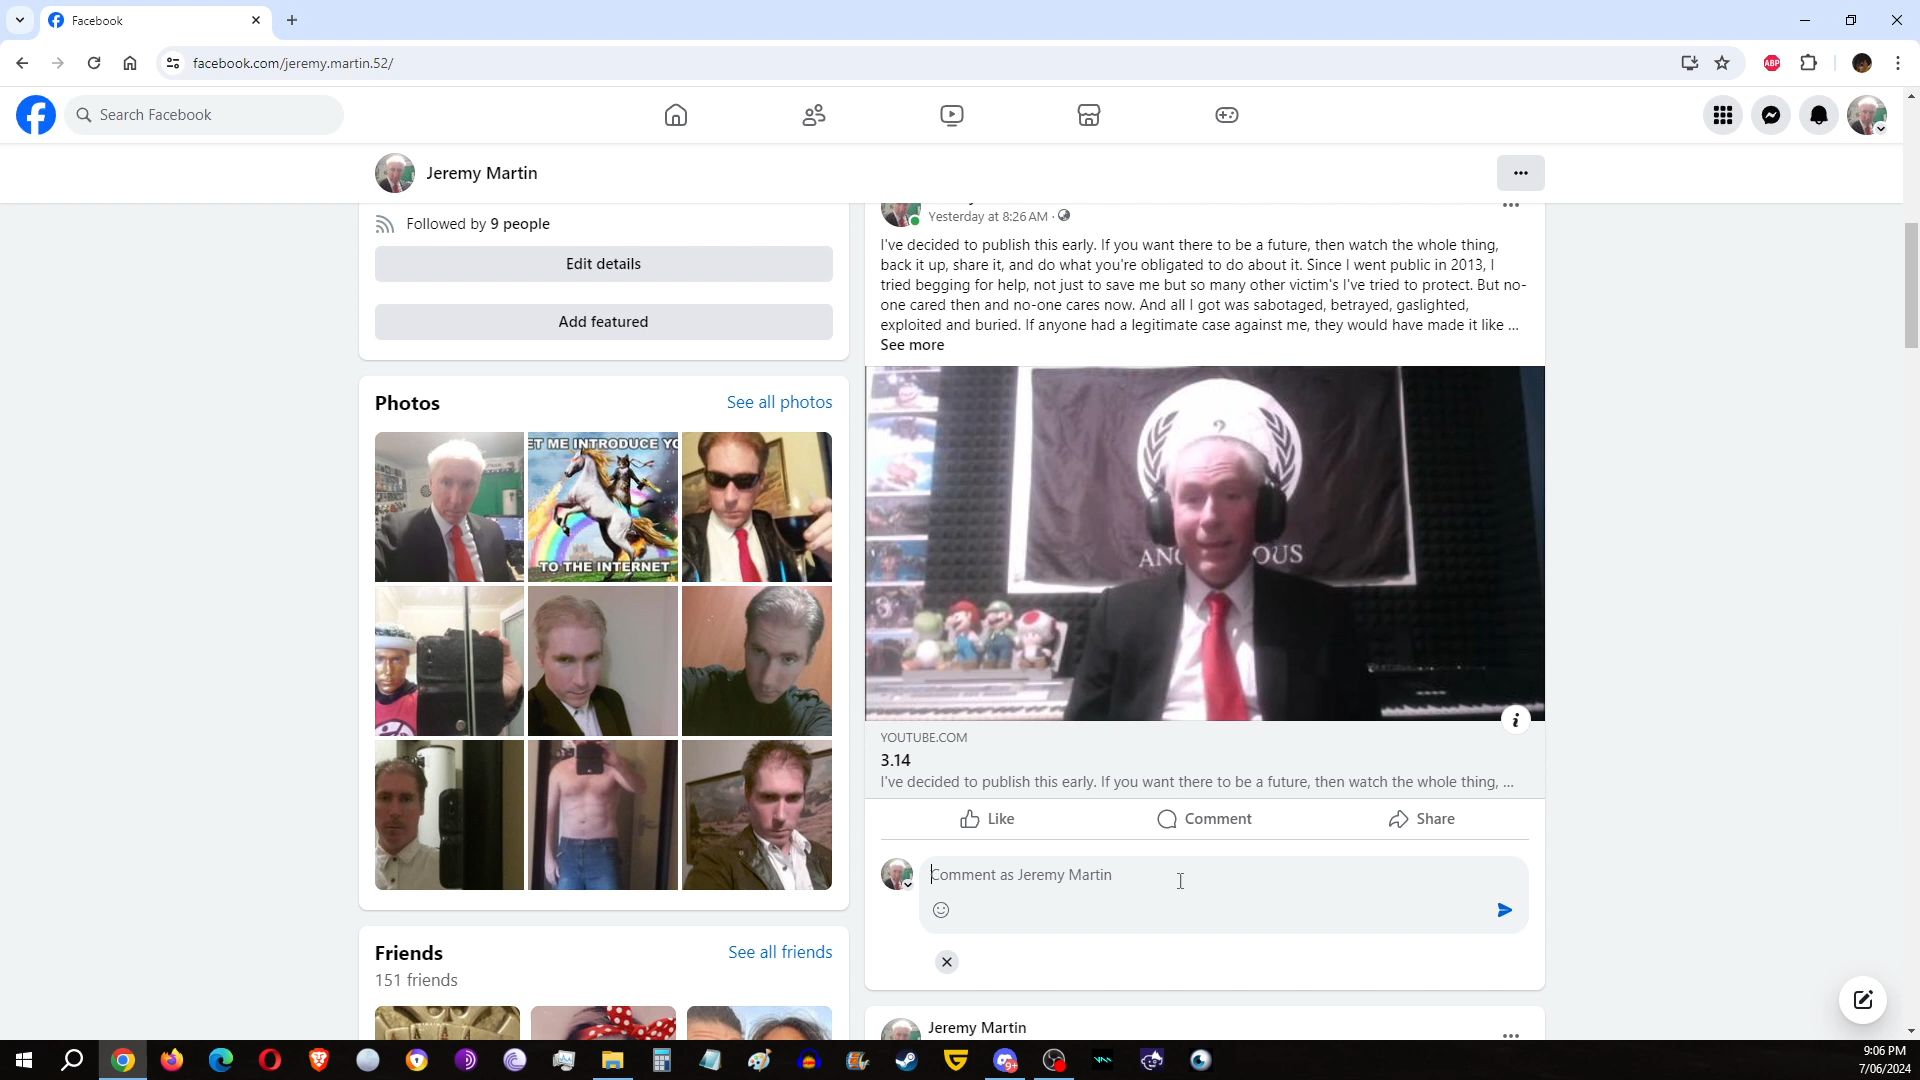 Facebook
facebook.com/jeremy.martin.52/
ABP
Search Facebook
Jeremy Martin
Followed by 9 people
Edit details
Add featured
Photos
See all photos
ET ME INTRODUCE YO
TO THE INTERNET
Friends
See all friends
151 friends
Yesterday at 8:26 AM ·
I've decided to publish this early. If you want there to be a future, then watch the whole thing,
back it up, share it, and do what you're obligated to do about it. Since I went public in 2013, I
tried begging for help, not just to save me but so many other victim's I've tried to protect. But no-
one cared then and no-one cares now. And all I got was sabotaged, betrayed, gaslighted,
exploited and buried. If anyone had a legitimate case against me, they would have made it like ...
See more
YOUTUBE.COM
3.14
I've decided to publish this early. If you want there to be a future, then watch the whole thing, ...
Like
Comment
Share
Comment as Jeremy Martin
Jeremy Martin
9+
9:06 PM
7/06/2024